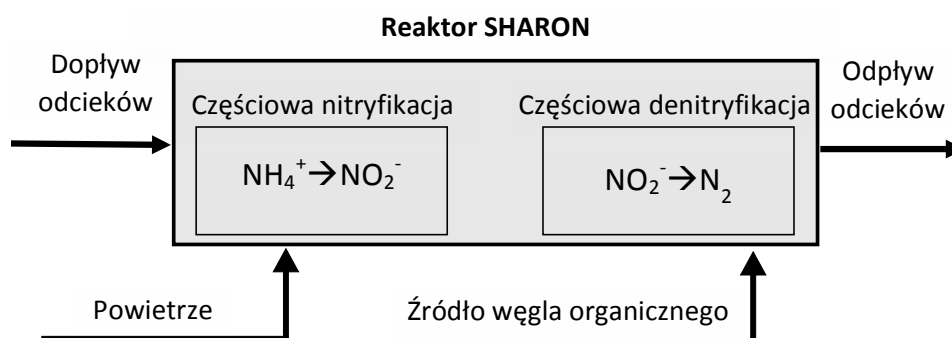 Reaktor SHARON
Dopływ
odcieków
Częściowa nitryfikacja
NH₄⁺→NO₂⁻
Częściowa denitryfikacja
NO₂⁻→N₂
Odpływ
odcieków
Powietrze
Źródło węgla organicznego